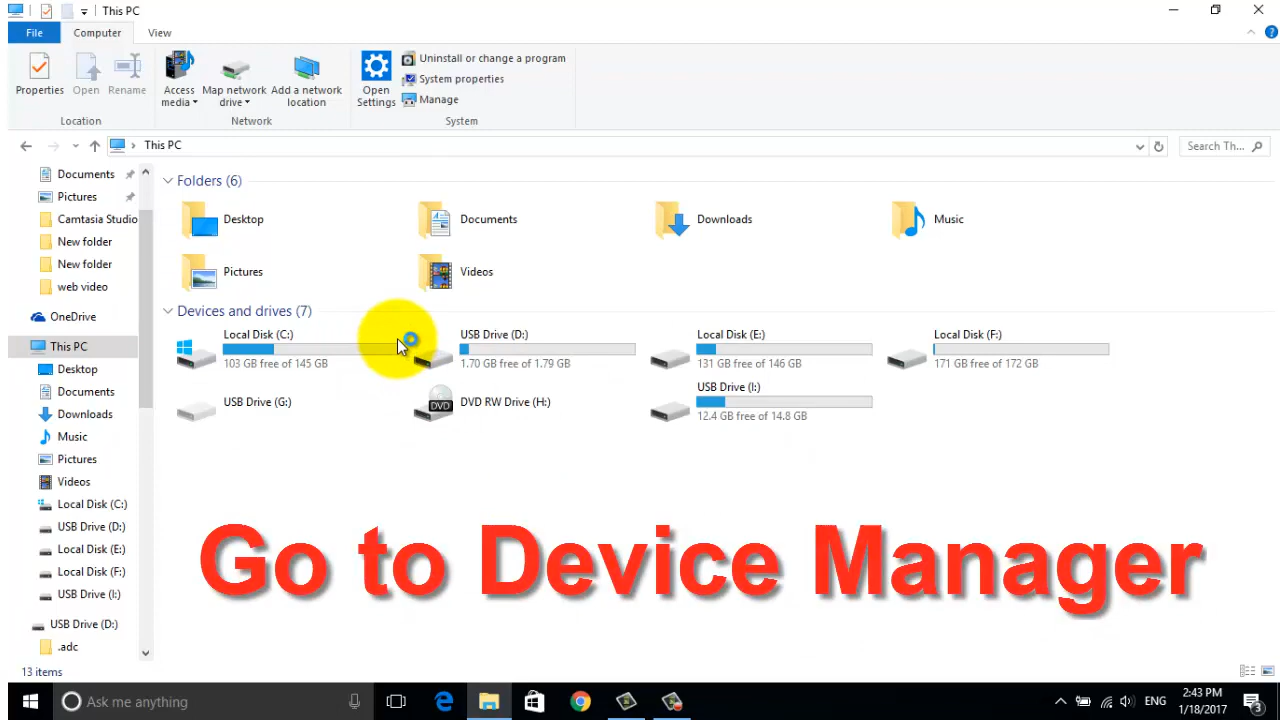 This PC
File
Computer
View
Properties
Open
Rename
Access media
Map network drive
Add a network location
Open Settings
Uninstall or change a program
System properties
Manage
Location
Network
System
This PC
Search Th...
Documents
Pictures
Camtasia Studio
New folder
New folder
web video
OneDrive
This PC
Desktop
Documents
Downloads
Music
Pictures
Videos
Local Disk (C:)
USB Drive (D:)
Local Disk (E:)
Local Disk (F:)
USB Drive (I:)
USB Drive (D:)
.adc
Folders (6)
Desktop
Documents
Downloads
Music
Pictures
Videos
Devices and drives (7)
Local Disk (C:)
103 GB free of 145 GB
USB Drive (D:)
1.70 GB free of 1.79 GB
Local Disk (E:)
131 GB free of 146 GB
Local Disk (F:)
171 GB free of 172 GB
USB Drive (G:)
DVD
DVD RW Drive (H:)
USB Drive (I:)
12.4 GB free of 14.8 GB
Go to Device Manager
13 items
Ask me anything
ENG
2:43 PM
1/18/2017
3